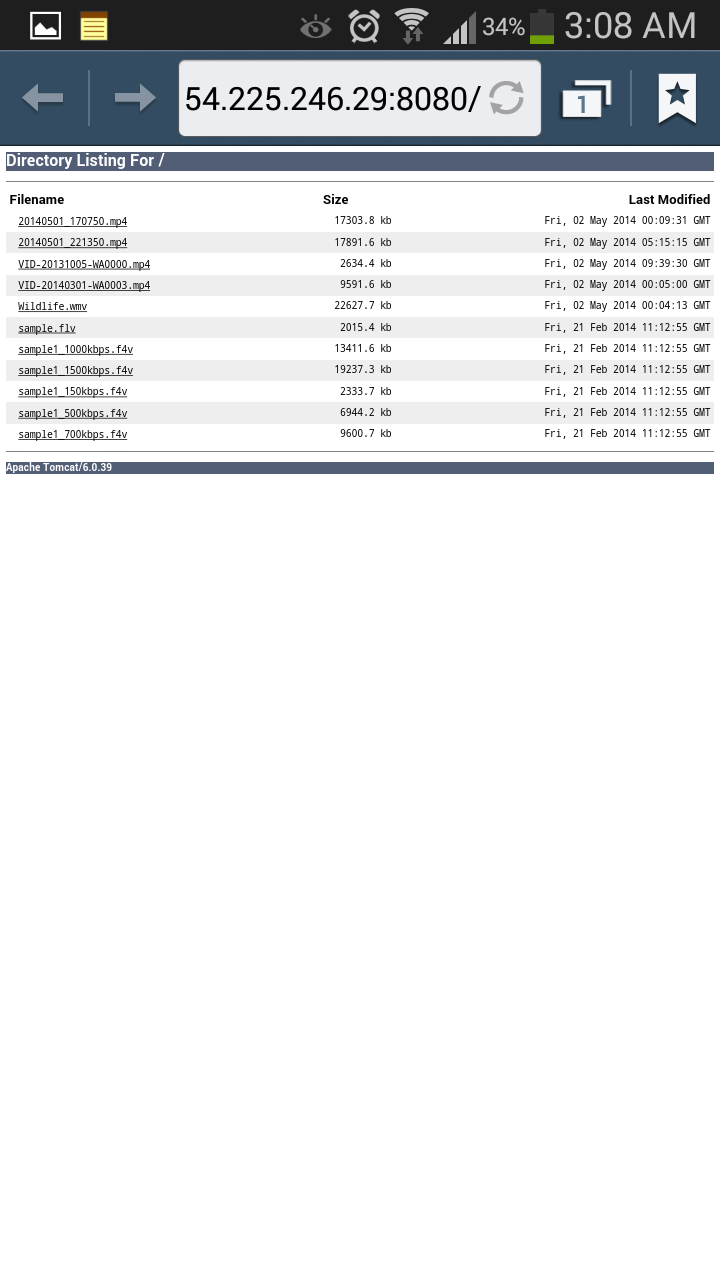 34% 3:08 AM
54.225.246.29:8080/ 1
Directory Listing For /
Filename Size Last Modified
20140501_170750.mp4 17303.8 kb Fri, 02 May 2014 00:09:31 GMT
20140501_221350.mp4 17891.6 kb Fri, 02 May 2014 05:15:15 GMT
VID-20131005-WA0000.mp4 2634.4 kb Fri, 02 May 2014 09:39:30 GMT
VID-20140301-WA0003.mp4 9591.6 kb Fri, 02 May 2014 00:05:00 GMT
Wildlife.wmv 22627.7 kb Fri, 02 May 2014 00:04:13 GMT
sample.flv 2015.4 kb Fri, 21 Feb 2014 11:12:55 GMT
sample1_1000kbps.f4v 13411.6 kb Fri, 21 Feb 2014 11:12:55 GMT
sample1_1500kbps.f4v 19237.3 kb Fri, 21 Feb 2014 11:12:55 GMT
sample1_150kbps.f4v 2333.7 kb Fri, 21 Feb 2014 11:12:55 GMT
sample1_500kbps.f4v 6944.2 kb Fri, 21 Feb 2014 11:12:55 GMT
sample1_700kbps.f4v 9600.7 kb Fri, 21 Feb 2014 11:12:55 GMT
Apache Tomcat/6.0.39